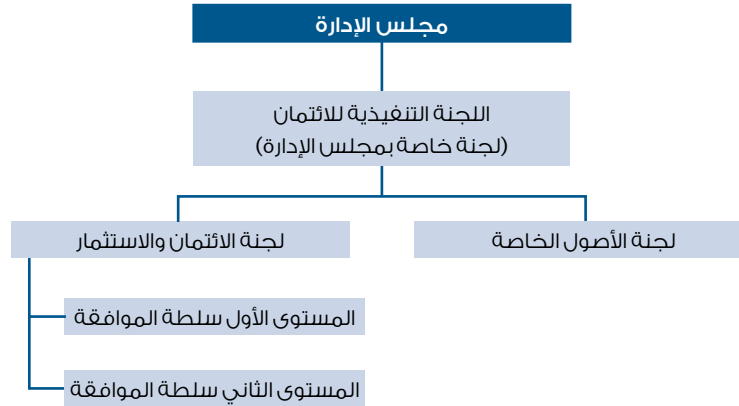 مجلس الإدارة
اللجنة التنفيذية للائتمان
(لجنة خاصة بمجلس الإدارة)
لجنة الأصول الخاصة
لجنة الائتمان والاستثمار
المستوى الأول سلطة الموافقة
المستوى الثاني سلطة الموافقة